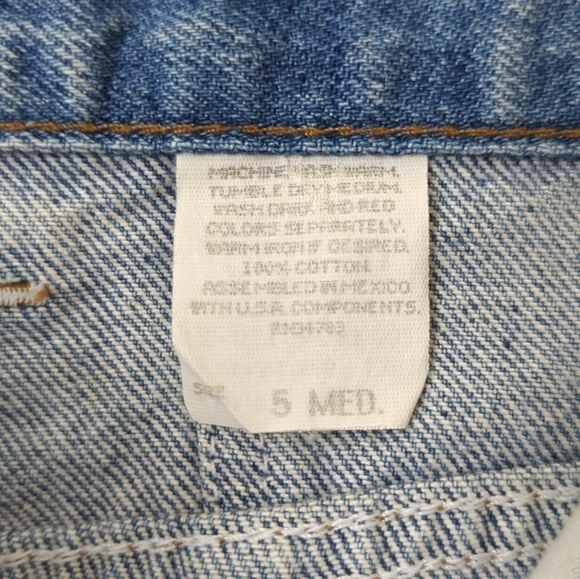 MACHINE WASH WARM.
TUMBLE DRY MEDIUM.
WASH DARK AND RED
COLORS SEPARATELY.
WARM IRON IF DESIRED.
100% COTTON.
ASSEMBLED IN MEXICO
WITH U.S.A. COMPONENTS.
SIZE 5 MED.